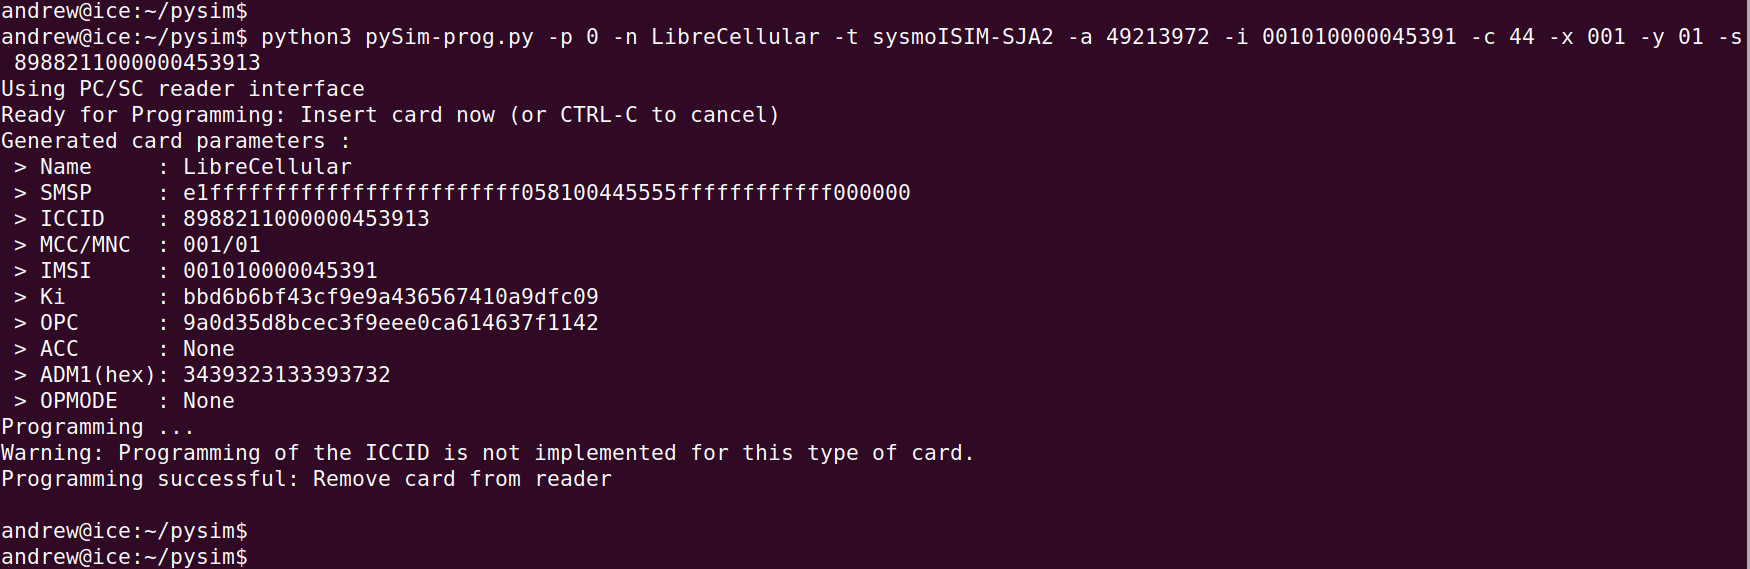 andrew@ice:~/pysim$
andrew@ice:~/pysim$ python3 pySim-prog.py -p 0 -n LibreCellular -t sysmoISIM-SJA2 -a 49213972 -i 001010000045391 -c 44 -x 001 -y 01 -s
 8988211000000453913
Using PC/SC reader interface
Ready for Programming: Insert card now (or CTRL-C to cancel)
Generated card parameters :
 > Name     : LibreCellular
 > SMSP     : e1ffffffffffffffffffffffff058100445555ffffffffffff000000
 > ICCID    : 8988211000000453913
 > MCC/MNC  : 001/01
 > IMSI     : 001010000045391
 > Ki       : bbd6b6bf43cf9e9a436567410a9dfc09
 > OPC      : 9a0d35d8bcec3f9eee0ca614637f1142
 > ACC      : None
 > ADM1(hex): 3439323133393732
 > OPMODE   : None
Programming ...
Warning: Programming of the ICCID is not implemented for this type of card.
Programming successful: Remove card from reader
andrew@ice:~/pysim$
andrew@ice:~/pysim$